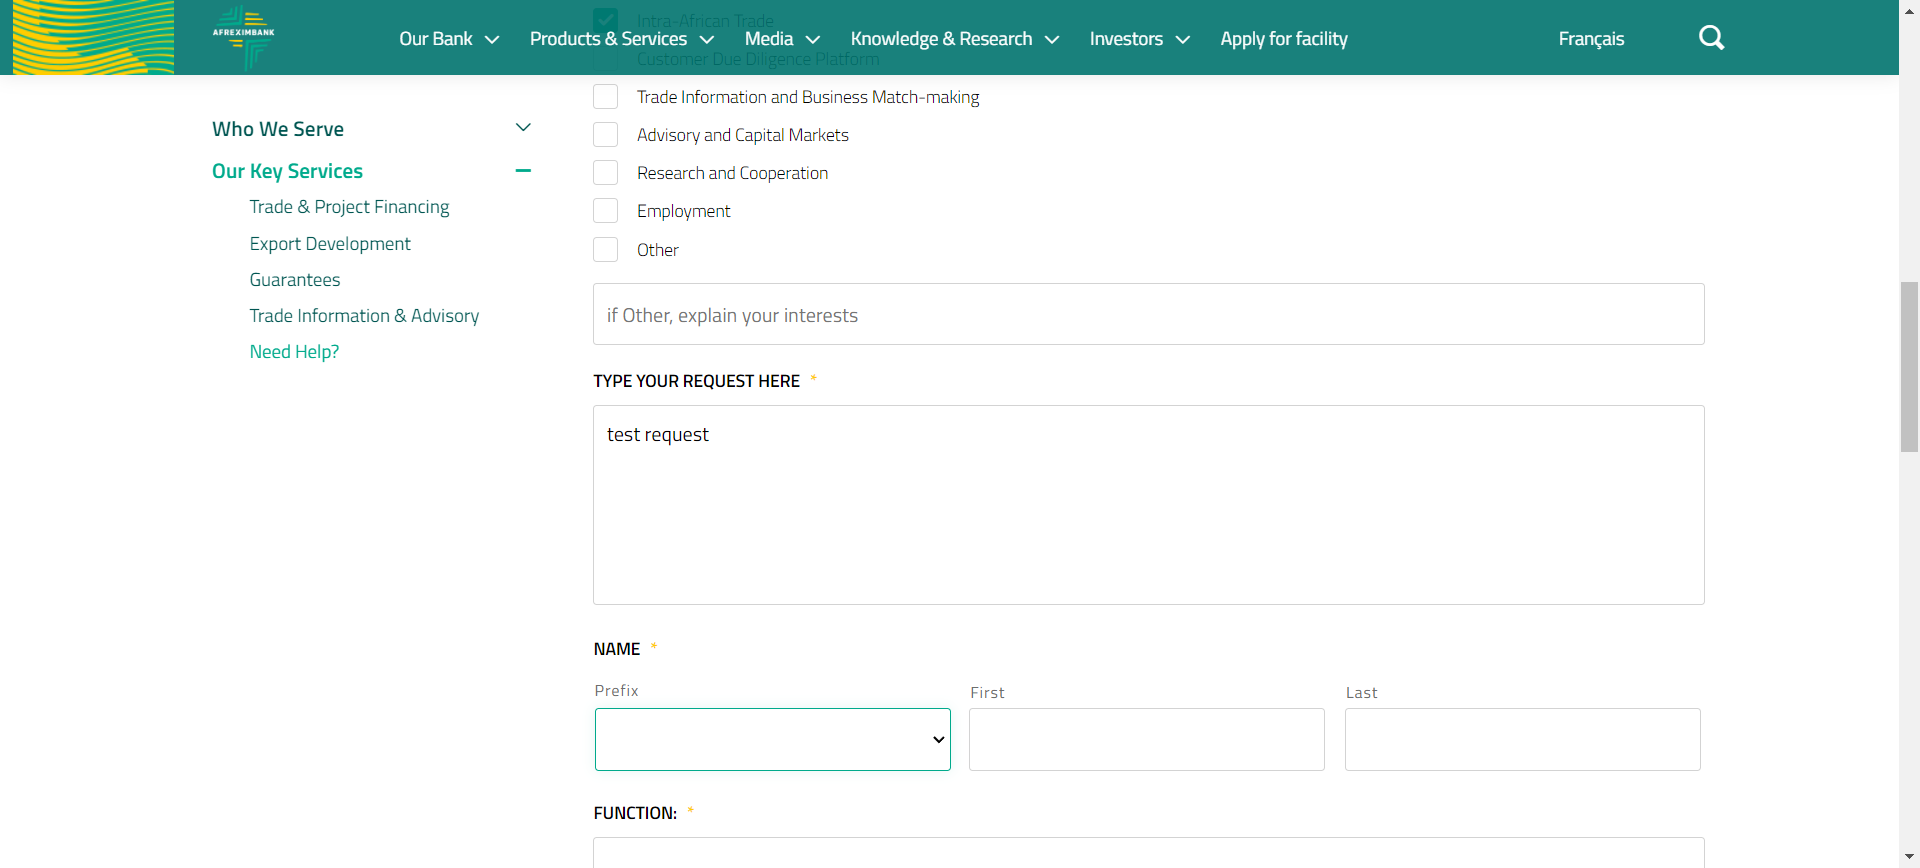 Intra-African Trade
AFREXIMBANK
Our Bank Products & Services Media Knowledge & Research Investors Apply for facility Français
Customer Due Diligence Platform
Trade Information and Business Match-making
Who We Serve
Advisory and Capital Markets
Our Key Services
Research and Cooperation
Trade & Project Financing
Employment
Export Development
Other
Guarantees
Trade Information & Advisory
if Other, explain your interests
Need Help?
TYPE YOUR REQUEST HERE *
test request
NAME *
Prefix First Last
FUNCTION: *